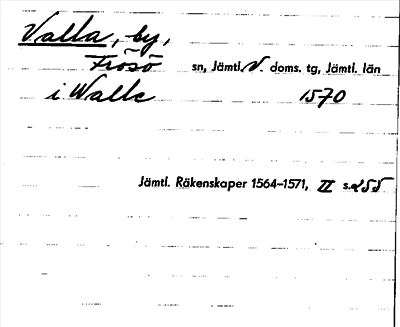 Valla, by,
Frösö sn, Jämtl. V. doms. tg, Jämtl. län
i Walle 1570
Jämtl. Räkenskaper 1564–1571, II s. 255